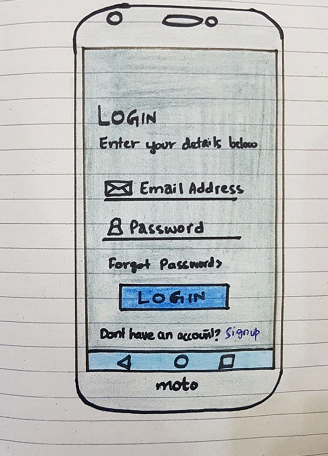 LOGIN
Enter your details below
Email Address
Password
Forgot Password>
LOGIN
Dont have an account? Signup
moto